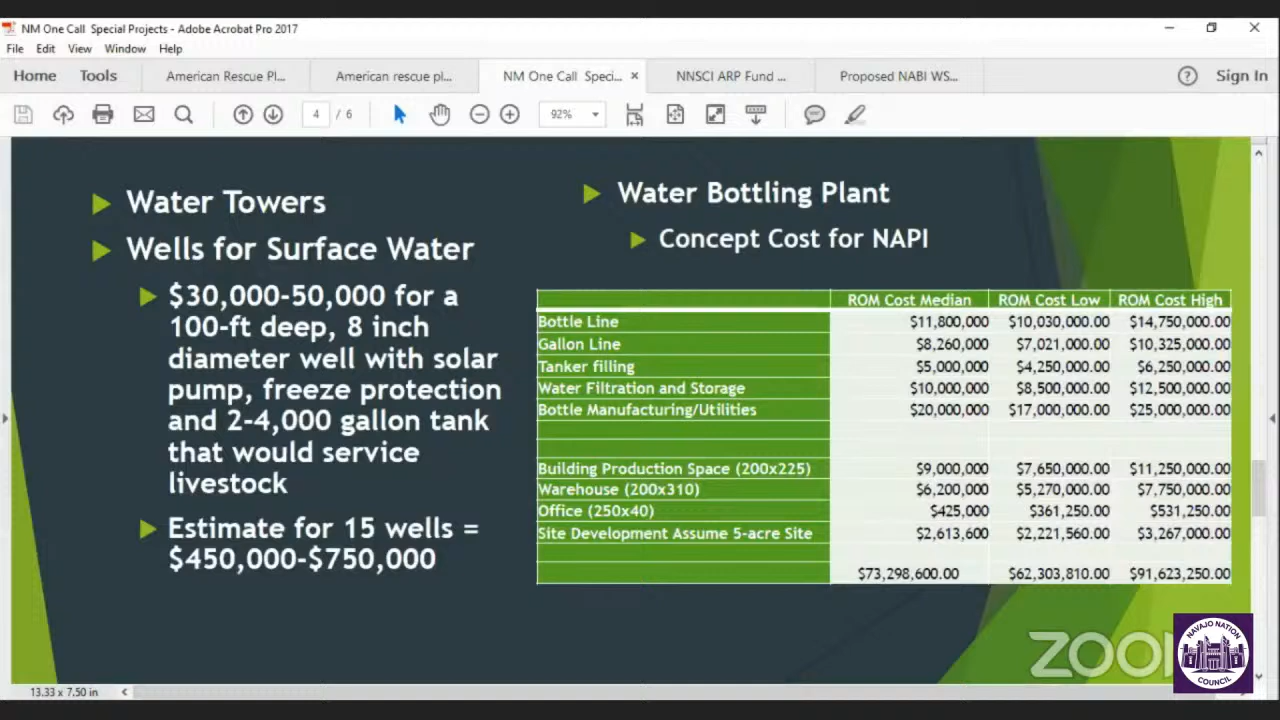 NM One Call Special Projects - Adobe Acrobat Pro 2017
File Edit View Window Help
Home Tools American Rescue Pl... American rescue pl... NM One Call Speci... × NNSCI ARP Fund ... Proposed NABI WS... ? Sign In
4 / 6 92%
Water Towers
Wells for Surface Water
$30,000-50,000 for a
100-ft deep, 8 inch
diameter well with solar
pump, freeze protection
and 2-4,000 gallon tank
that would service
livestock
Estimate for 15 wells =
$450,000-$750,000
Water Bottling Plant
Concept Cost for NAPI
ROM Cost Median ROM Cost Low ROM Cost High
Bottle Line $11,800,000 $10,030,000.00 $14,750,000.00
Gallon Line $8,260,000 $7,021,000.00 $10,325,000.00
Tanker filling $5,000,000 $4,250,000.00 $6,250,000.00
Water Filtration and Storage $10,000,000 $8,500,000.00 $12,500,000.00
Bottle Manufacturing/Utilities $20,000,000 $17,000,000.00 $25,000,000.00
Building Production Space (200x225) $9,000,000 $7,650,000.00 $11,250,000.00
Warehouse (200x310) $6,200,000 $5,270,000.00 $7,750,000.00
Office (250x40) $425,000 $361,250.00 $531,250.00
Site Development Assume 5-acre Site $2,613,600 $2,221,560.00 $3,267,000.00
$73,298,600.00 $62,303,810.00 $91,623,250.00
ZOO
NAVAJO NATION
COUNCIL
13.33 x 7.50 in